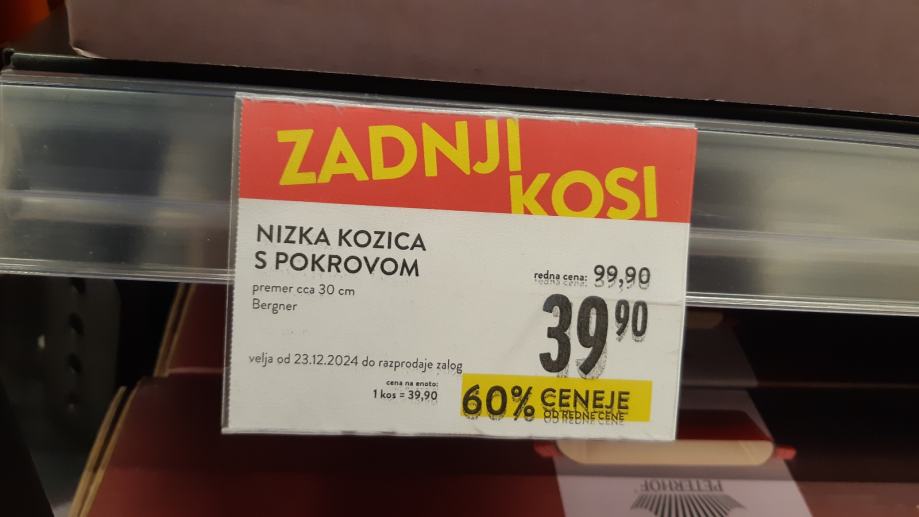 ZADNJI
KOSI
NIZKA KOZICA
S POKROVOM
premer cca 30 cm
Bergner
redna cena: 99,90
39 90
velja od 23.12.2024 do razprodaje zalog
cena na enoto:
1 kos = 39,90
60% CENEJE
OD REDNE CENE
PETERHOF